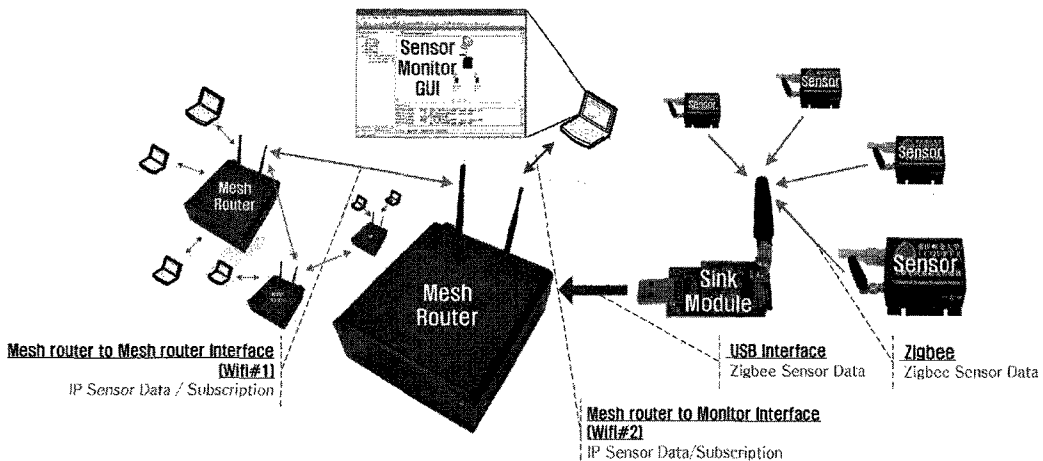 Sensor
Monitor
GUI
Sensor
Sensor
Sensor
Sensor
Mesh
Router
Mesh
Router
Sink
Module
Mesh router to Mesh router Interface
(Wifi#1)
IP Sensor Data / Subscription
USB Interface
Zigbee Sensor Data
Zigbee
Zigbee Sensor Data
Mesh router to Monitor Interface
(Wifi#2)
IP Sensor Data/Subscription